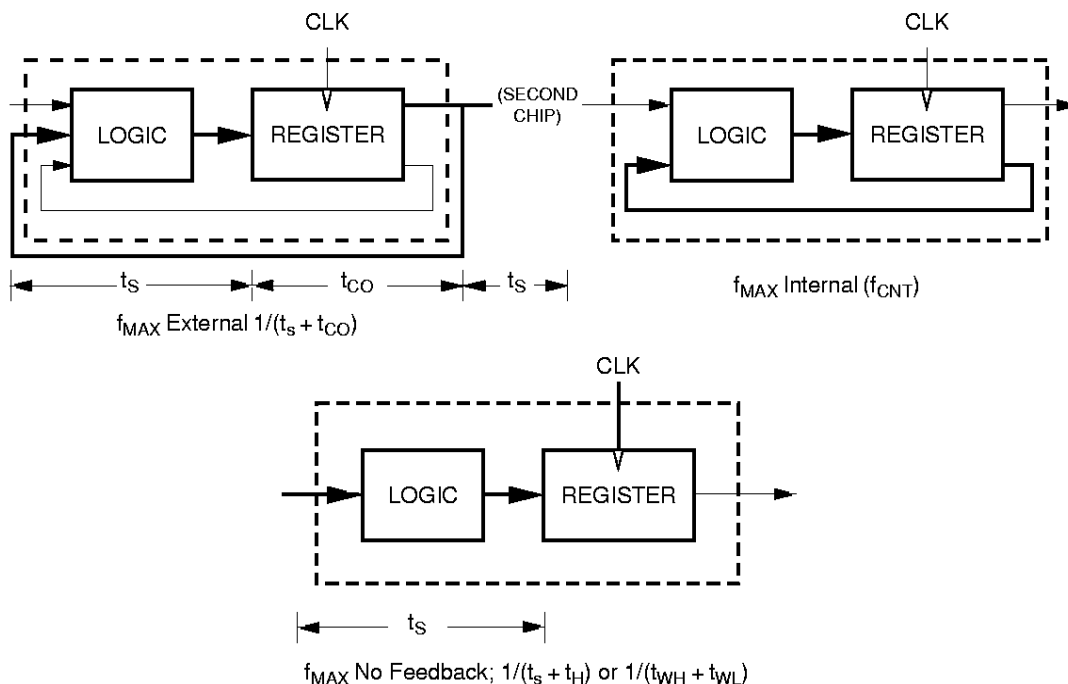 CLK
CLK
(SECOND
CHIP)
LOGIC
REGISTER
LOGIC
REGISTER
tS
tCO
tS
fMAX External 1/(ts + tCO)
fMAX Internal (fCNT)
CLK
LOGIC
REGISTER
tS
fMAX No Feedback; 1/(ts + tH) or 1/(tWH + tWL)